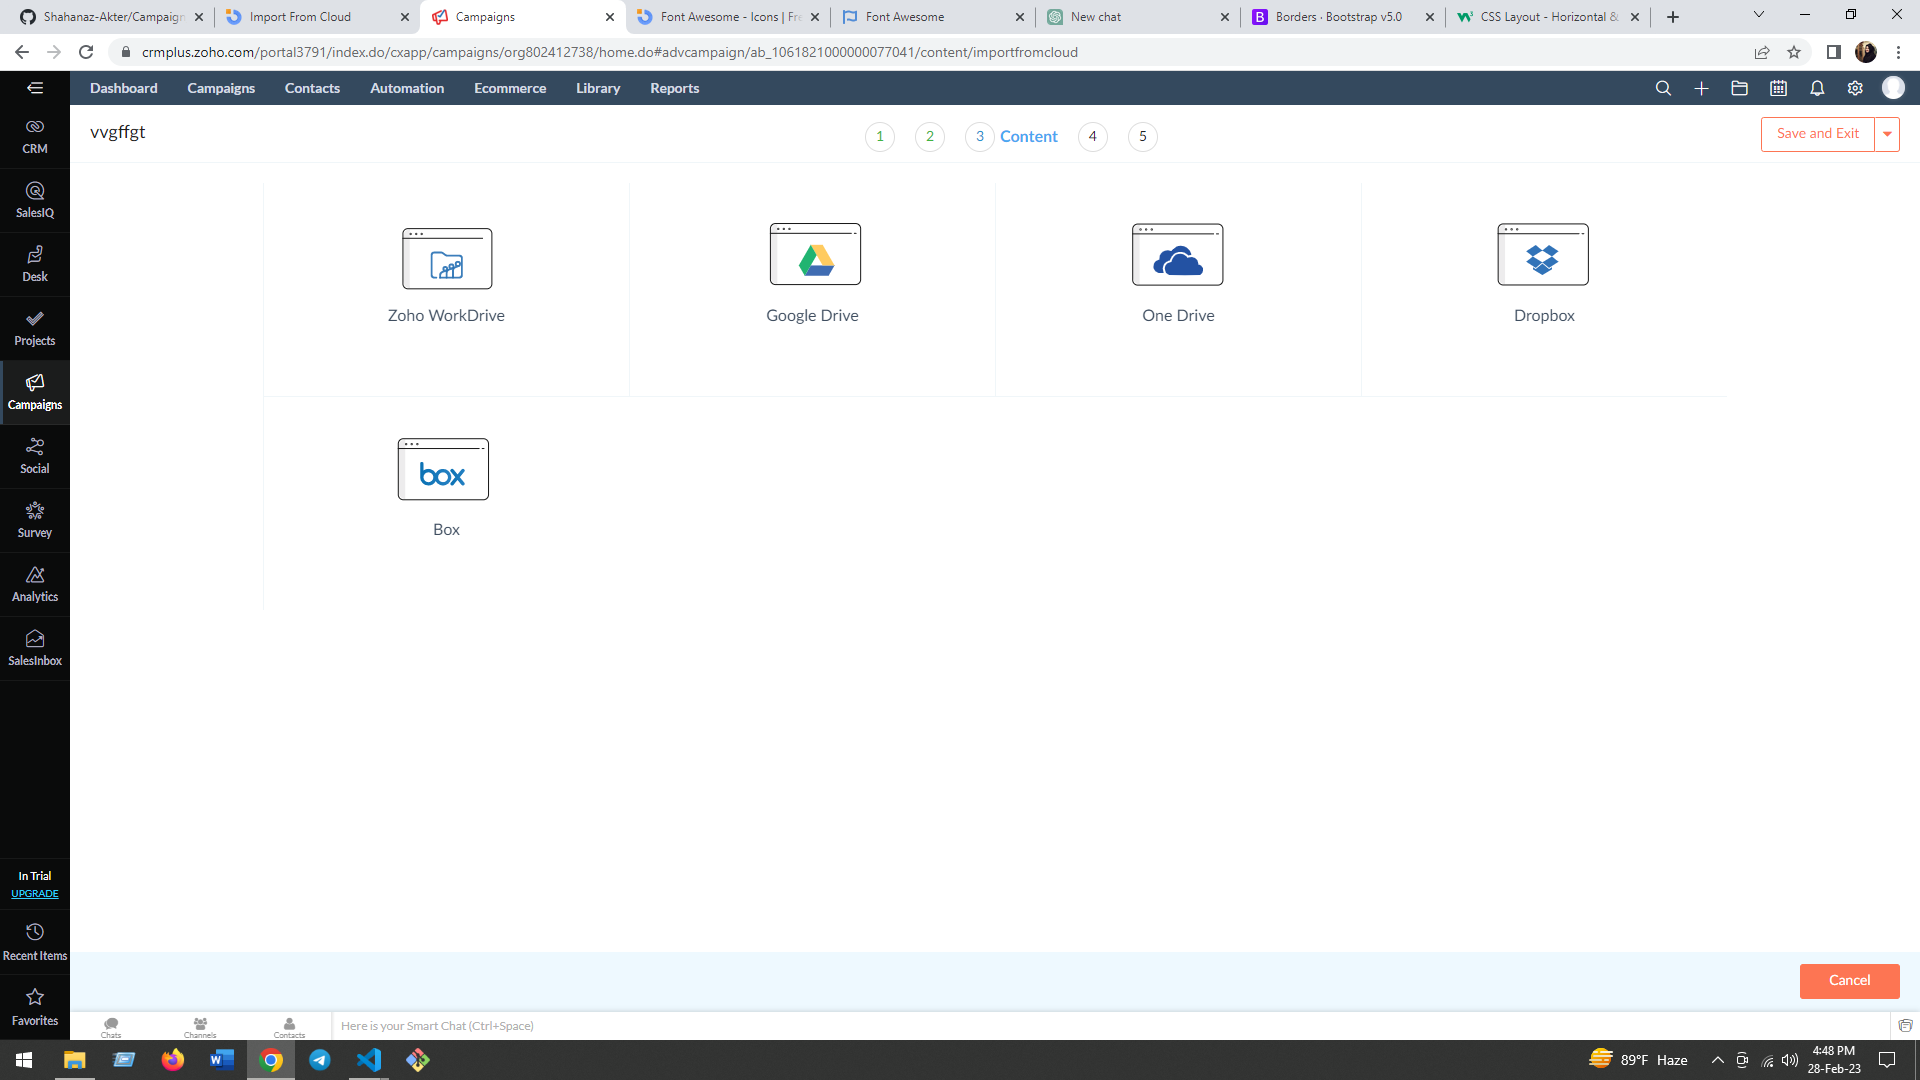 Shahanaz-Akter/Campaign
Import From Cloud
Campaigns
Font Awesome - Icons | Fre
Font Awesome
New chat
Borders · Bootstrap v5.0
CSS Layout - Horizontal &
crmplus.zoho.com/portal3791/index.do/cxapp/campaigns/org802412738/home.do#advcampaign/ab_1061821000000077041/content/importfromcloud
Dashboard Campaigns Contacts Automation Ecommerce Library Reports
vvgffgt
1 2 3 Content 4 5
Save and Exit
CRM
SalesIQ
Desk
Projects
Campaigns
Social
Survey
Analytics
SalesInbox
In Trial
UPGRADE
Recent Items
Favorites
Zoho WorkDrive
Google Drive
One Drive
Dropbox
box
Box
Cancel
Chats
Channels
Contacts
Here is your Smart Chat (Ctrl+Space)
89°F Haze
4:48 PM
28-Feb-23